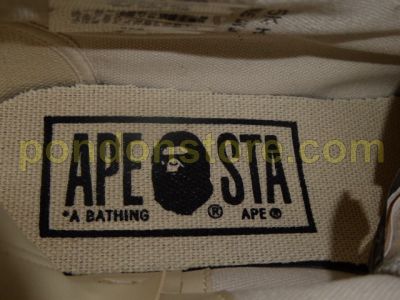 APE STA
pondonstore.com
*A BATHING ® APE